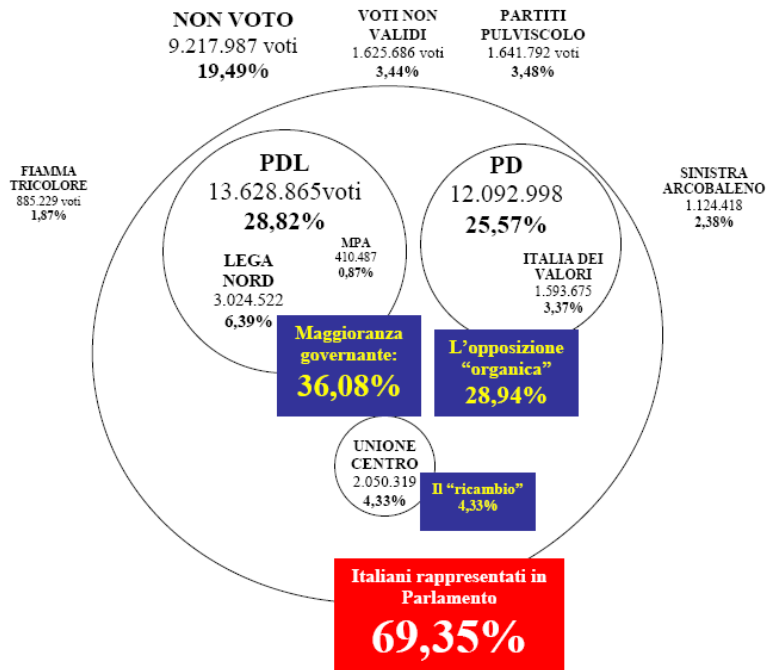 NON VOTO
9.217.987 voti
19,49%
VOTI NON
VALIDI
1.625.686 voti
3,44%
PARTITI
PULVISCOLO
1.641.792 voti
3,48%
FIAMMA
TRICOLORE
885.229 voti
1,87%
PDL
13.628.865voti
28,82%
MPA
410.487
0,87%
LEGA
NORD
3.024.522
6,39%
Maggioranza
governante:
36,08%
PD
12.092.998
25,57%
ITALIA DEI
VALORI
1.593.675
3,37%
L’opposizione
“organica”
28,94%
SINISTRA
ARCOBALENO
1.124.418
2,38%
UNIONE
CENTRO
2.050.319
4,33%
Il “ricambio”
4,33%
Italiani rappresentati in
Parlamento
69,35%